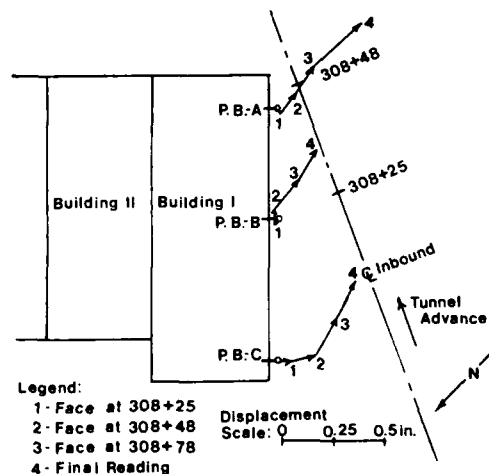 4
3
308+48
P.B.-A
1
2
4
3
Building II
Building I
2
308+25
P.B.-B
1
4
℄ Inbound
3
Tunnel
Advance
P.B.-C
1
2
N
Legend:
1 - Face at 308+25
2 - Face at 308+48
3 - Face at 308+78
4 - Final Reading
Displacement
Scale: 0 0.25 0.5 in.